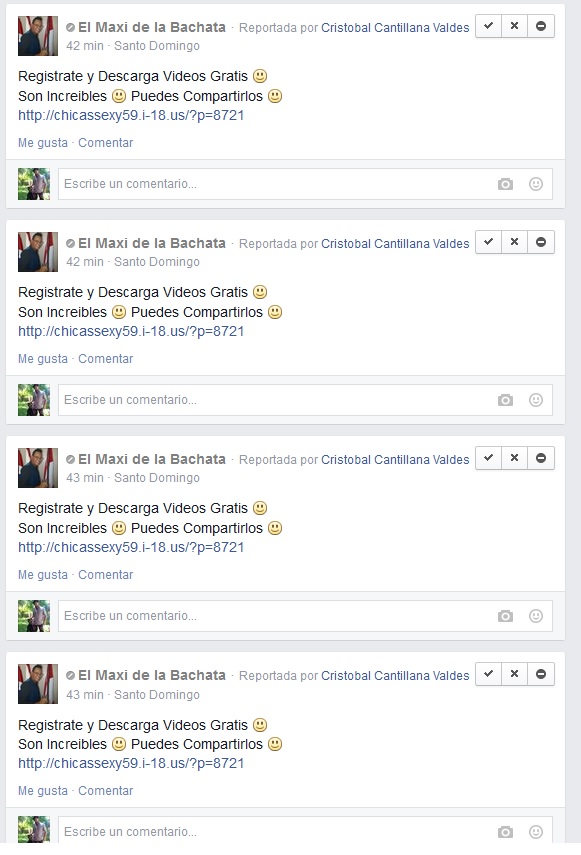 El Maxi de la Bachata · Reportada por Cristobal Cantillana Valdes
42 min · Santo Domingo
Registrate y Descarga Videos Gratis
Son Increibles Puedes Compartirlos
http://chicassexy59.i-18.us/?p=8721
Me gusta · Comentar
Escribe un comentario...
El Maxi de la Bachata · Reportada por Cristobal Cantillana Valdes
42 min · Santo Domingo
Registrate y Descarga Videos Gratis
Son Increibles Puedes Compartirlos
http://chicassexy59.i-18.us/?p=8721
Me gusta · Comentar
Escribe un comentario...
El Maxi de la Bachata · Reportada por Cristobal Cantillana Valdes
43 min · Santo Domingo
Registrate y Descarga Videos Gratis
Son Increibles Puedes Compartirlos
http://chicassexy59.i-18.us/?p=8721
Me gusta · Comentar
Escribe un comentario...
El Maxi de la Bachata · Reportada por Cristobal Cantillana Valdes
43 min · Santo Domingo
Registrate y Descarga Videos Gratis
Son Increibles Puedes Compartirlos
http://chicassexy59.i-18.us/?p=8721
Me gusta · Comentar
Escribe un comentario...